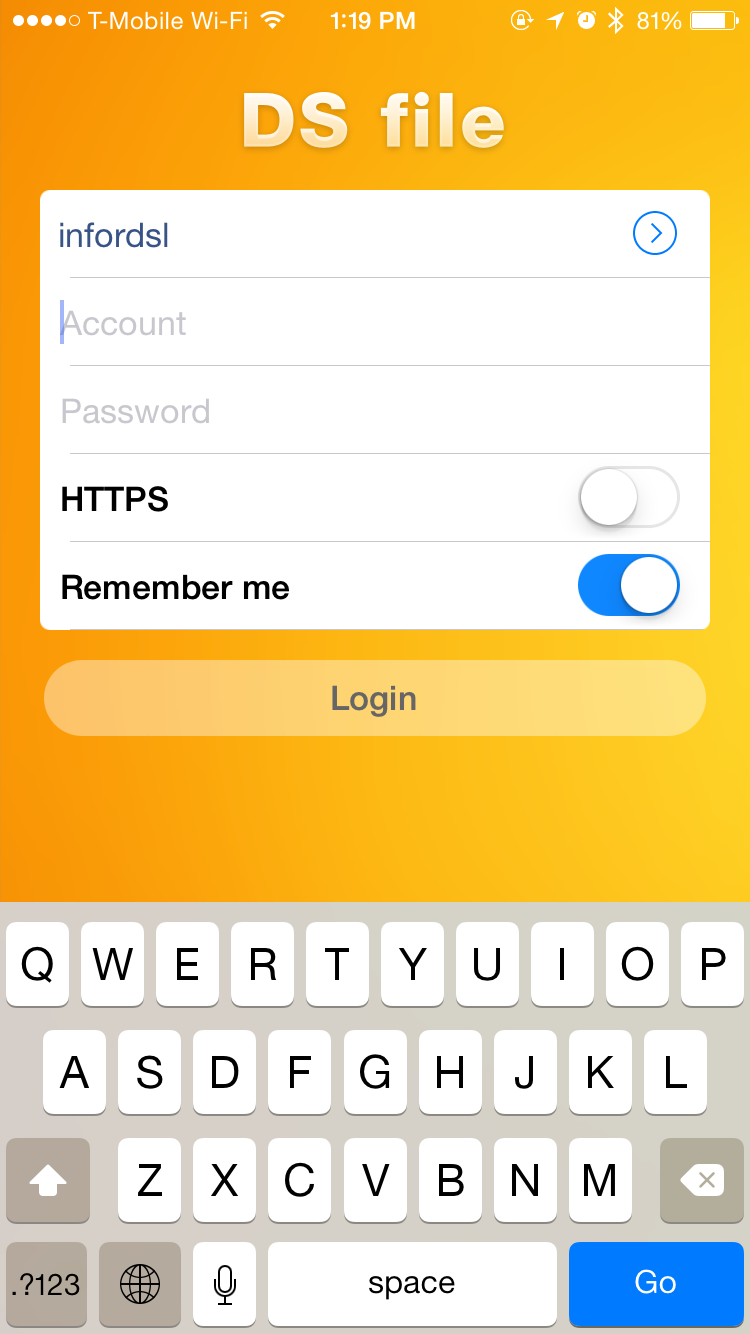 T-Mobile Wi-Fi 1:19 PM 81%
DS file
infordsl
Account
Password
HTTPS
Remember me
Login
Q W E R T Y U I O P
A S D F G H J K L
Z X C V B N M
.?123 space Go